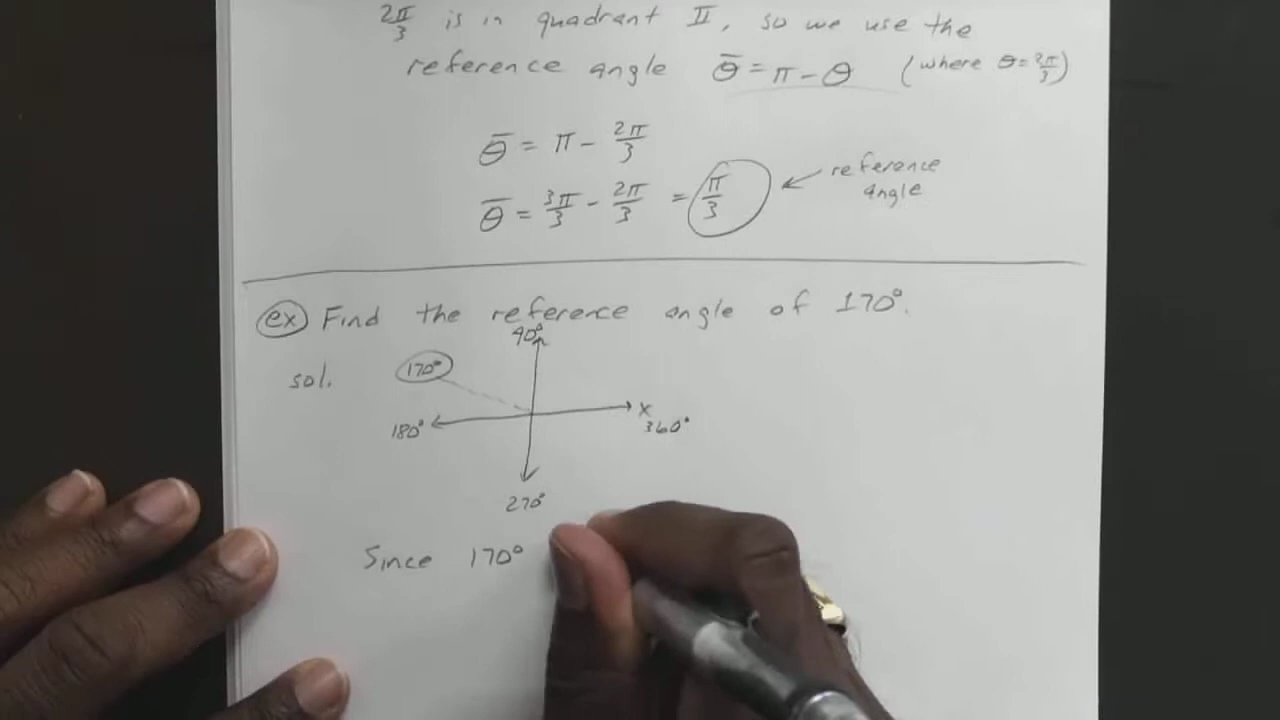 2π/3 is in quadrant II, so we use the
reference angle θ̄ = π - θ (where θ = 2π/3)
θ̄ = π - 2π/3
θ̄ = 3π/3 - 2π/3 = π/3
reference
angle
ex Find the reference angle of 170°.
90°
sol. 170°
x
180°
360°
270°
Since 170°